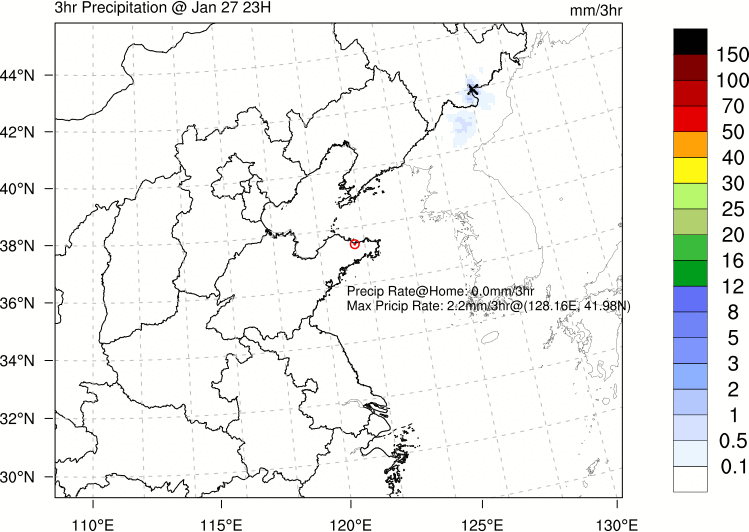 3hr Precipitation @ Jan 27 23H
mm/3hr
44°N
42°N
40°N
38°N
36°N
34°N
32°N
30°N
Precip Rate@Home: 0.0mm/3hr
Max Pricip Rate: 2.2mm/3hr@(128.16E, 41.98N)
110°E 115°E 120°E 125°E 130°E
150
100
70
50
40
30
25
20
16
12
8
5
3
2
1
0.5
0.1